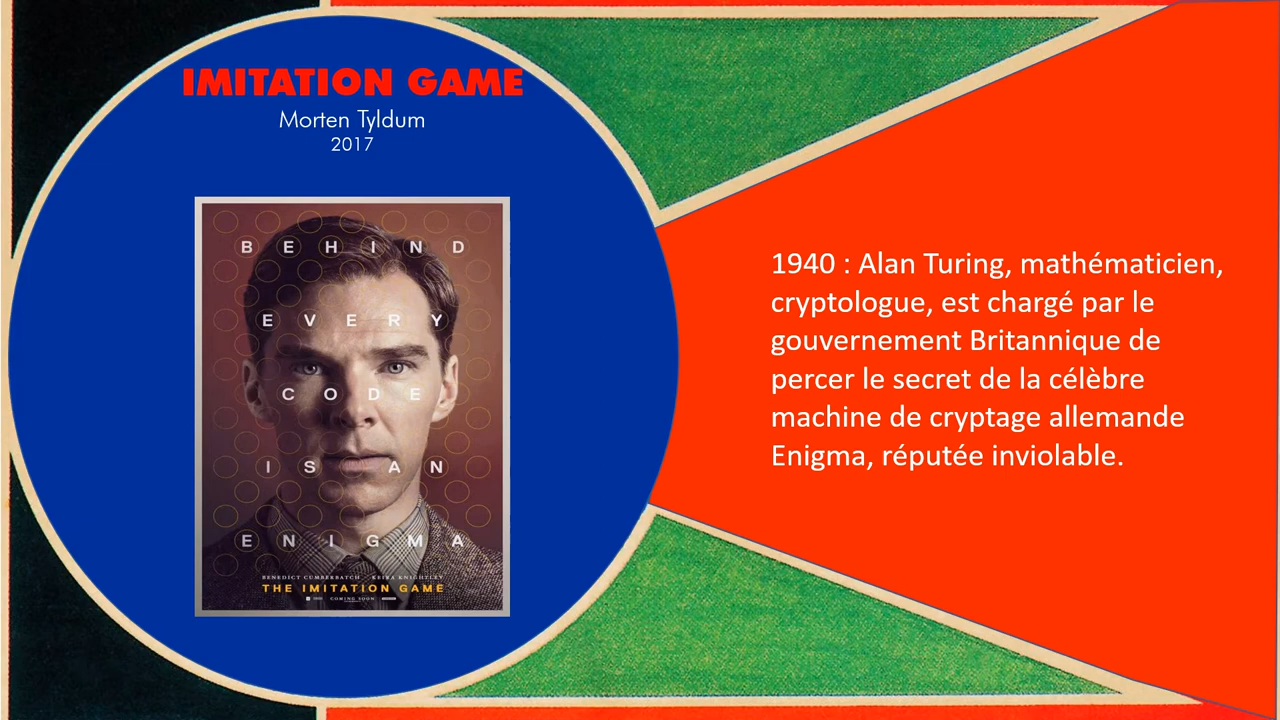 IMITATION GAME
Morten Tyldum
2017
BEHIND
EVERY
CODE
IS AN
ENIGMA
BENEDICT CUMBERBATCH KEIRA KNIGHTLEY
THE IMITATION GAME
COMING SOON
1940 : Alan Turing, mathématicien,
cryptologue, est chargé par le
gouvernement Britannique de
percer le secret de la célèbre
machine de cryptage allemande
Enigma, réputée inviolable.